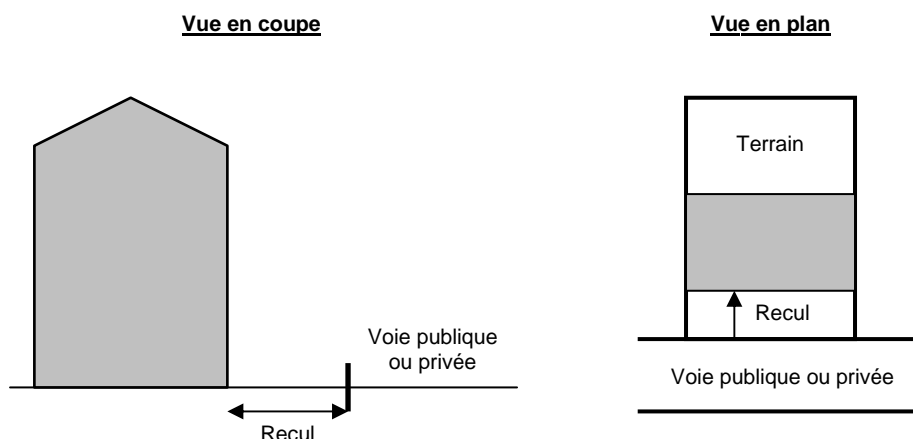 Vue en coupe
Voie publique
ou privée
Recul
Vue en plan
Terrain
Recul
Voie publique ou privée